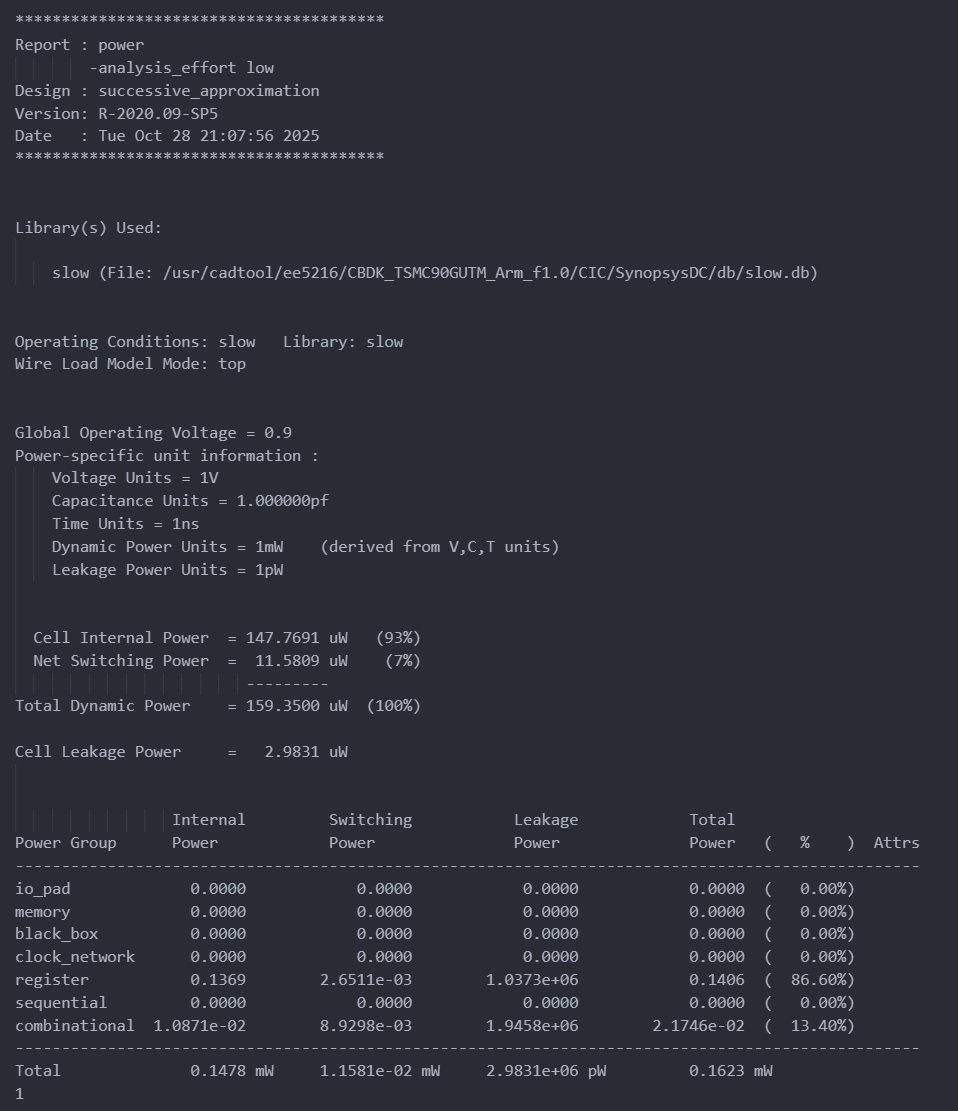 ****************************************
Report : power
        -analysis_effort low
Design : successive_approximation
Version: R-2020.09-SP5
Date   : Tue Oct 28 21:07:56 2025
****************************************


Library(s) Used:

    slow (File: /usr/cadtool/ee5216/CBDK_TSMC90GUTM_Arm_f1.0/CIC/SynopsysDC/db/slow.db)


Operating Conditions: slow   Library: slow
Wire Load Model Mode: top


Global Operating Voltage = 0.9
Power-specific unit information :
    Voltage Units = 1V
    Capacitance Units = 1.000000pf
    Time Units = 1ns
    Dynamic Power Units = 1mW    (derived from V,C,T units)
    Leakage Power Units = 1pW


  Cell Internal Power  = 147.7691 uW   (93%)
  Net Switching Power  =  11.5809 uW    (7%)
                         ---------
Total Dynamic Power    = 159.3500 uW  (100%)

Cell Leakage Power     =   2.9831 uW


                 Internal         Switching           Leakage            Total
Power Group      Power            Power               Power              Power   (   %    )  Attrs
--------------------------------------------------------------------------------------------------
io_pad             0.0000            0.0000            0.0000            0.0000  (   0.00%)
memory             0.0000            0.0000            0.0000            0.0000  (   0.00%)
black_box          0.0000            0.0000            0.0000            0.0000  (   0.00%)
clock_network      0.0000            0.0000            0.0000            0.0000  (   0.00%)
register           0.1369        2.6511e-03        1.0373e+06            0.1406  (  86.60%)
sequential         0.0000            0.0000            0.0000            0.0000  (   0.00%)
combinational  1.0871e-02        8.9298e-03        1.9458e+06        2.1746e-02  (  13.40%)
--------------------------------------------------------------------------------------------------
Total              0.1478 mW     1.1581e-02 mW     2.9831e+06 pW         0.1623 mW
1